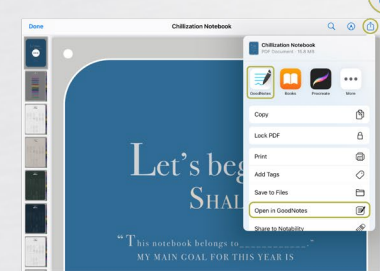 Done
Chillization Notebook
Chillization Notebook
PDF Document · 10.8 MB
GoodNotes
Books
Procreate
More
Copy
Lock PDF
Print
Add Tags
Save to Files
Open in GoodNotes
Share to Notability
Let's beg
SHAL
"This notebook belongs to____________."
MY MAIN GOAL FOR THIS YEAR IS